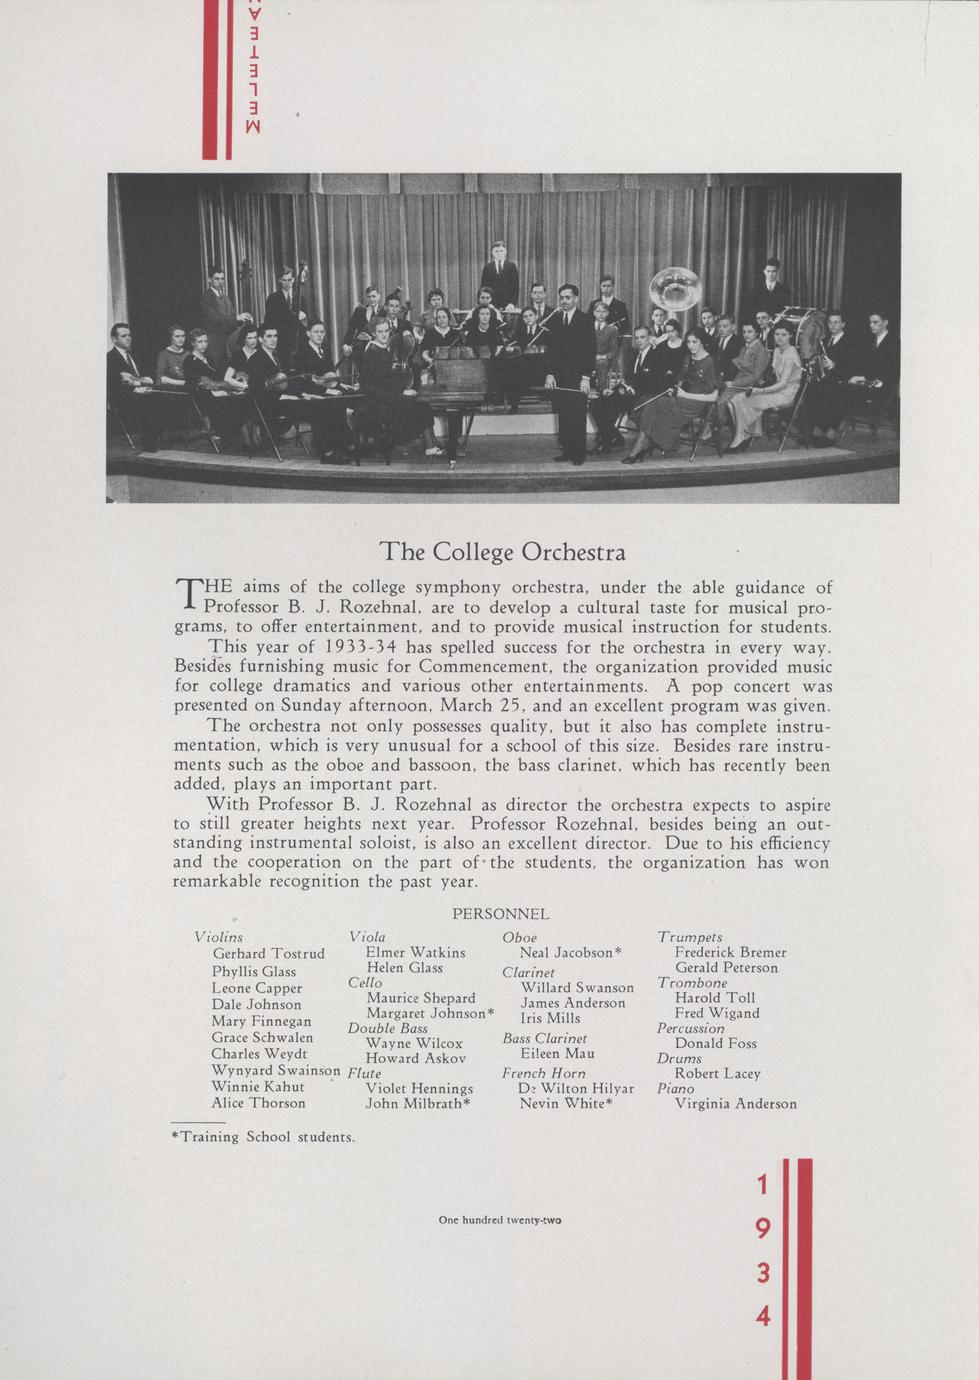 MELETEA
The College Orchestra
THE aims of the college symphony orchestra, under the able guidance of
Professor B. J. Rozehnal, are to develop a cultural taste for musical pro-
grams, to offer entertainment, and to provide musical instruction for students.
This year of 1933-34 has spelled success for the orchestra in every way.
Besides furnishing music for Commencement, the organization provided music
for college dramatics and various other entertainments. A pop concert was
presented on Sunday afternoon, March 25, and an excellent program was given.
The orchestra not only possesses quality, but it also has complete instru-
mentation, which is very unusual for a school of this size. Besides rare instru-
ments such as the oboe and bassoon, the bass clarinet, which has recently been
added, plays an important part.
With Professor B. J. Rozehnal as director the orchestra expects to aspire
to still greater heights next year. Professor Rozehnal, besides being an out-
standing instrumental soloist, is also an excellent director. Due to his efficiency
and the cooperation on the part of the students, the organization has won
remarkable recognition the past year.
PERSONNEL
Violins
Gerhard Tostrud
Phyllis Glass
Leone Capper
Dale Johnson
Mary Finnegan
Grace Schwalen
Charles Weydt
Wynyard Swainson
Winnie Kahut
Alice Thorson
Viola
Elmer Watkins
Helen Glass
Cello
Maurice Shepard
Margaret Johnson*
Double Bass
Wayne Wilcox
Howard Askov
Flute
Violet Hennings
John Milbrath*
Oboe
Neal Jacobson*
Clarinet
Willard Swanson
James Anderson
Iris Mills
Bass Clarinet
Eileen Mau
French Horn
De Wilton Hilyar
Nevin White*
Trumpets
Frederick Bremer
Gerald Peterson
Trombone
Harold Toll
Fred Wigand
Percussion
Donald Foss
Drums
Robert Lacey
Piano
Virginia Anderson
*Training School students.
One hundred twenty-two
1
9
3
4